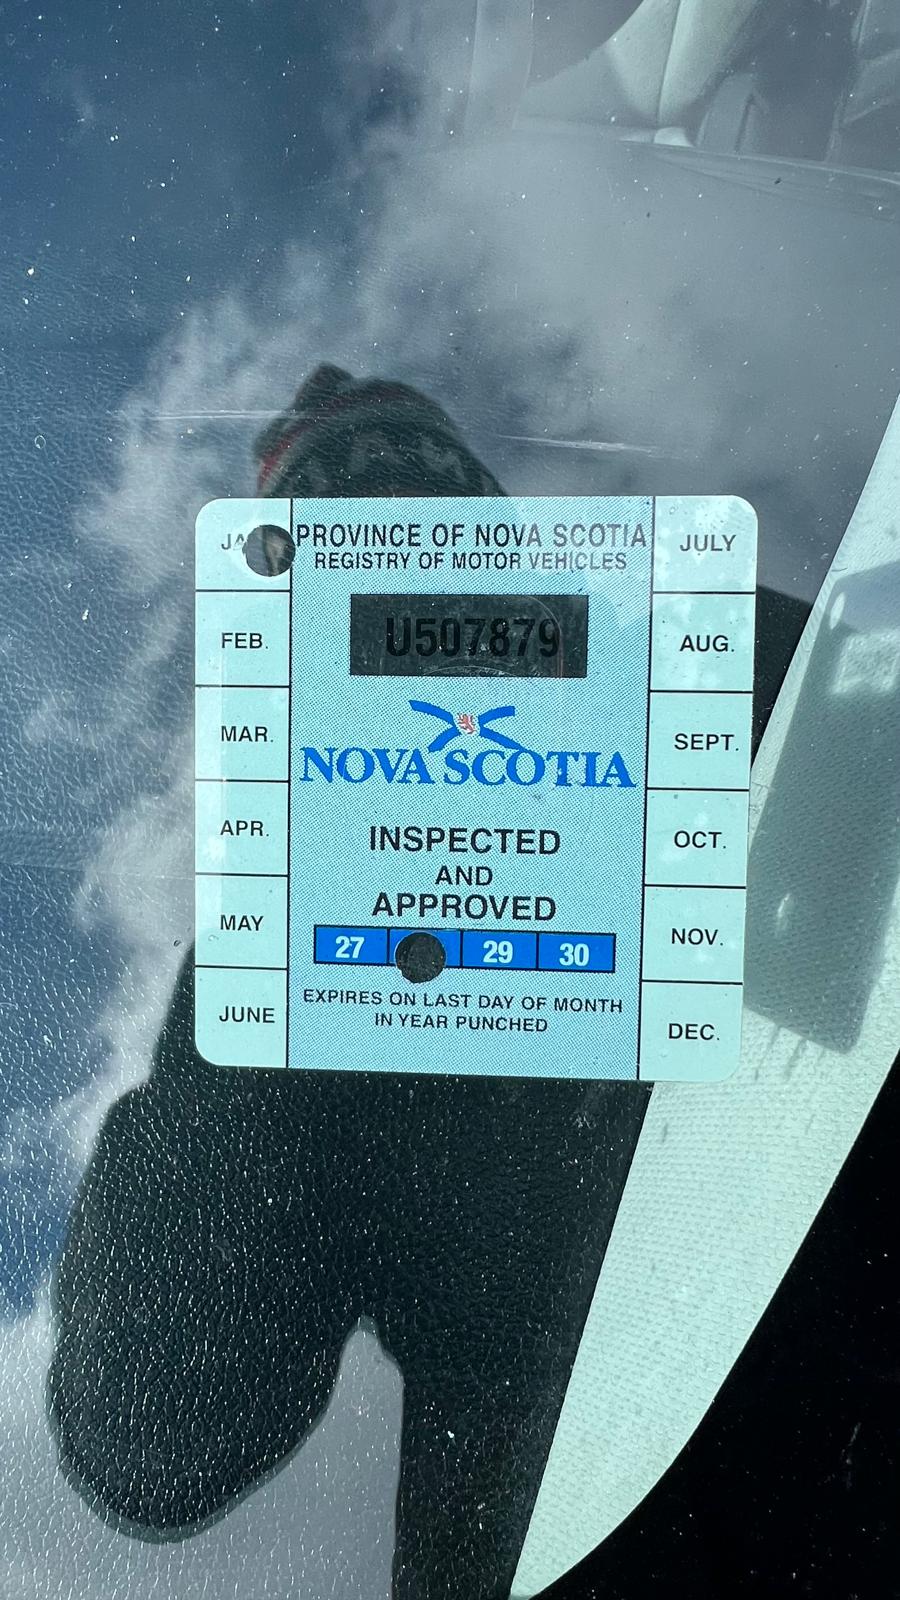 PROVINCE OF NOVA SCOTIA
REGISTRY OF MOTOR VEHICLES
U507879
NOVA SCOTIA
INSPECTED
AND
APPROVED
27 29 30
EXPIRES ON LAST DAY OF MONTH
IN YEAR PUNCHED
FEB.
MAR.
APR.
MAY
JUNE
JULY
AUG.
SEPT.
OCT.
NOV.
DEC.